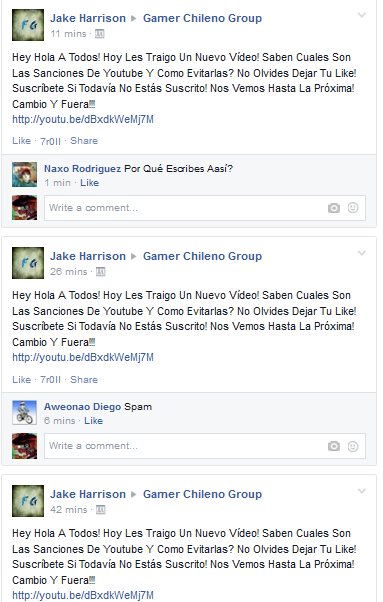 Jake Harrison ▶ Gamer Chileno Group
11 mins ·
Hey Hola A Todos! Hoy Les Traigo Un Nuevo Vídeo! Saben Cuales Son
Las Sanciones De Youtube Y Como Evitarlas? No Olvides Dejar Tu Like!
Suscríbete Si Todavía No Estás Suscrito! Nos Vemos Hasta La Próxima!
Cambio Y Fuera!!!
http://youtu.be/dBxdkWeMj7M
Like · 7r0ll · Share
Naxo Rodriguez Por Qué Escribes Aasí?
1 min · Like
Write a comment...
FG
Jake Harrison ▶ Gamer Chileno Group
26 mins ·
Hey Hola A Todos! Hoy Les Traigo Un Nuevo Vídeo! Saben Cuales Son
Las Sanciones De Youtube Y Como Evitarlas? No Olvides Dejar Tu Like!
Suscríbete Si Todavía No Estás Suscrito! Nos Vemos Hasta La Próxima!
Cambio Y Fuera!!!
http://youtu.be/dBxdkWeMj7M
Like · 7r0ll · Share
Aweonao Diego Spam
6 mins · Like
Write a comment...
FG
Jake Harrison ▶ Gamer Chileno Group
42 mins ·
Hey Hola A Todos! Hoy Les Traigo Un Nuevo Vídeo! Saben Cuales Son
Las Sanciones De Youtube Y Como Evitarlas? No Olvides Dejar Tu Like!
Suscríbete Si Todavía No Estás Suscrito! Nos Vemos Hasta La Próxima!
Cambio Y Fuera!!!
http://youtu.be/dBxdkWeMj7M